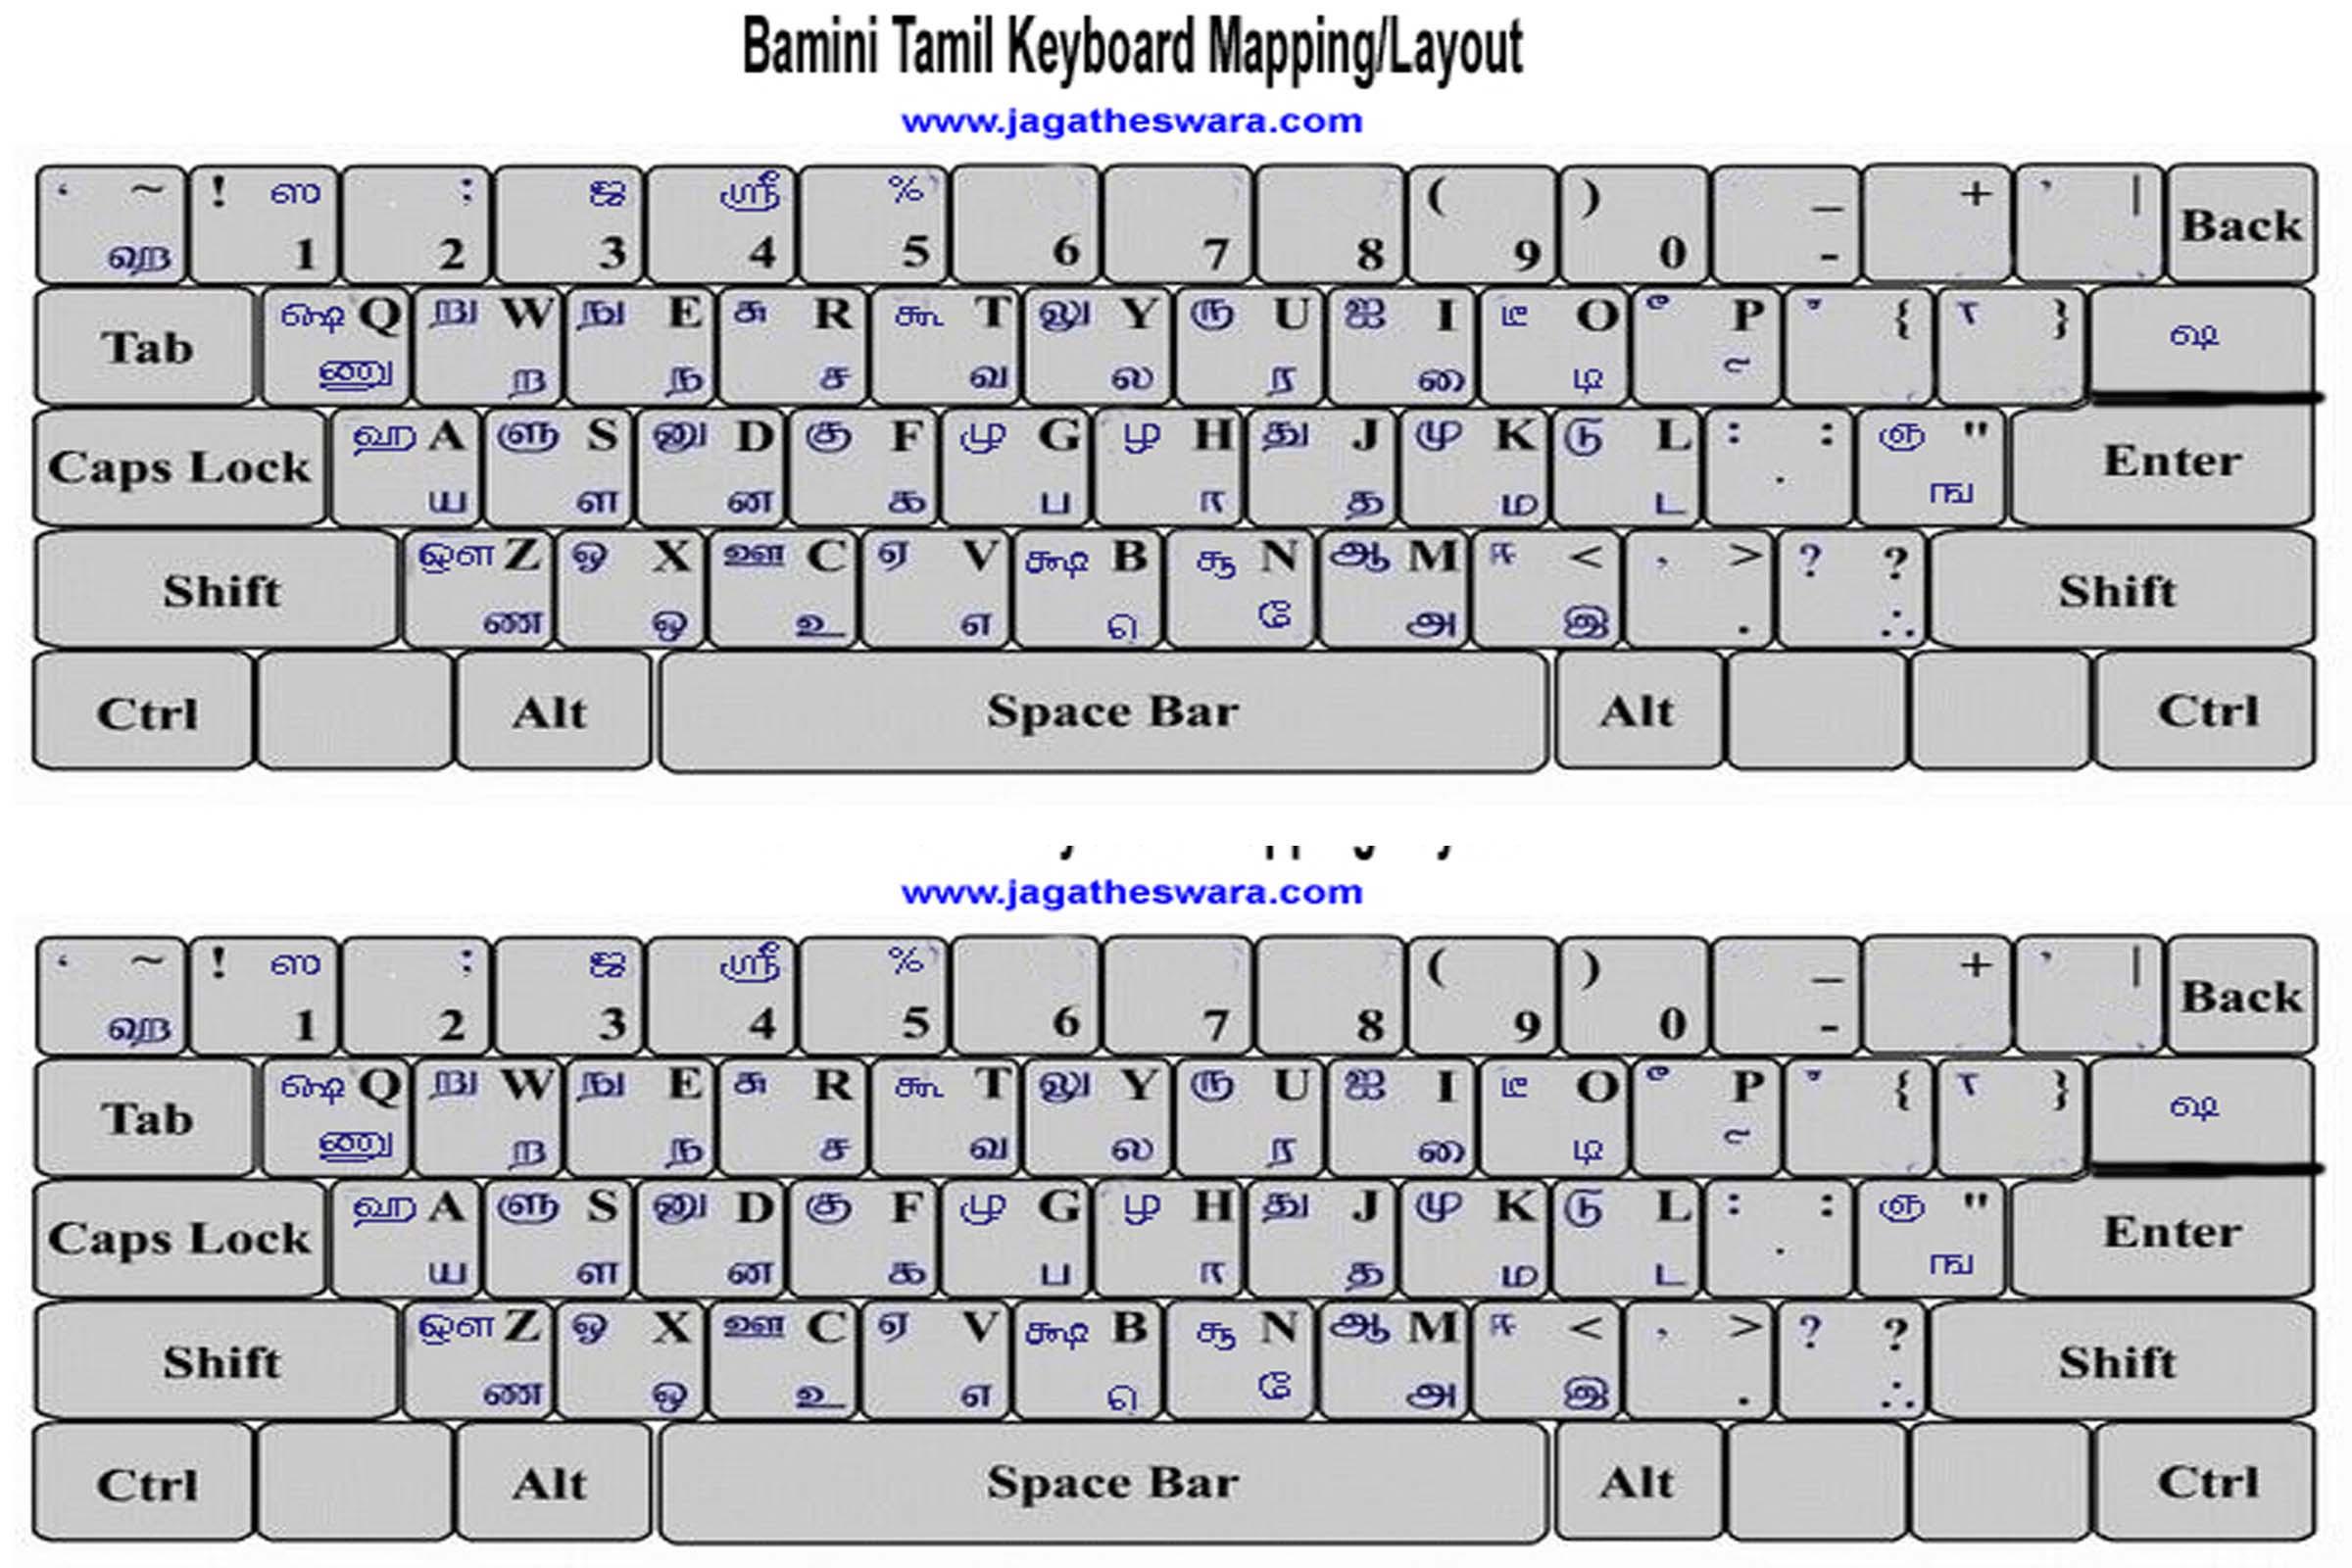 Bamini Tamil Keyboard Mapping/Layout
www.jagatheswara.com
‘ ~ ! ஸ : ஜ ஸ்ரீ % ( ) _ + ’ | Back
ஹூ 1 2 3 4 5 6 7 8 9 0 -
Tab Q று W நு E சு R கூ T லு Y ரு U ஐ I டீ O ீ P { } ஷ
ணு ற ந ச வ ல ந ை டி ி
Caps Lock ஹ A ளு S னு D கு F மு G ழ H து J மு K டு L : : ஞ " Enter
ய ள ன க ப ர த ம ட . ங
Shift ஔ Z ஓ X ஊ C ஏ V B சூ N ஆ M ஈ < , > ? ? Shift
ண ஒ உ எ ெ ே அ இ . ∴
Ctrl Alt Space Bar Alt Ctrl
www.jagatheswara.com
‘ ~ ! ஸ : ஜ ஸ்ரீ % ( ) _ + ’ | Back
ஹூ 1 2 3 4 5 6 7 8 9 0 -
Tab Q று W நு E சு R கூ T லு Y ரு U ஐ I டீ O ீ P { } ஷ
ணு ற ந ச வ ல ந ை டி ி
Caps Lock ஹ A ளு S னு D கு F மு G ழ H து J மு K டு L : : ஞ " Enter
ய ள ன க ப ர த ம ட . ங
Shift ஔ Z ஓ X ஊ C ஏ V B சூ N ஆ M ஈ < , > ? ? Shift
ண ஒ உ எ ெ ே அ இ . ∴
Ctrl Alt Space Bar Alt Ctrl